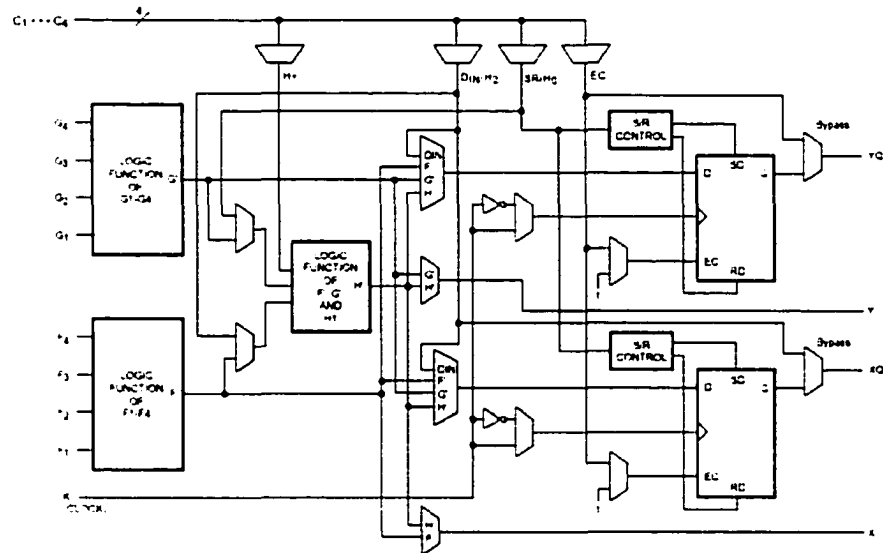 C1 ••• C4
4
H1
DIN/H2
SR/H0
EC
G4
G3
G2
G1
LOGIC
FUNCTION
OF
G1-G4
G'
DIN
F'
G'
H'
S/R
CONTROL
Bypass
D
SD
Q
YQ
EC
RD
1
LOGIC
FUNCTION
OF
F', G'
AND
H1
H'
G'
H'
Y
F4
F3
F2
F1
LOGIC
FUNCTION
OF
F1-F4
F'
DIN
F'
G'
H'
S/R
CONTROL
Bypass
D
SD
Q
XQ
EC
RD
1
K
(CLOCK)
H'
F'
X